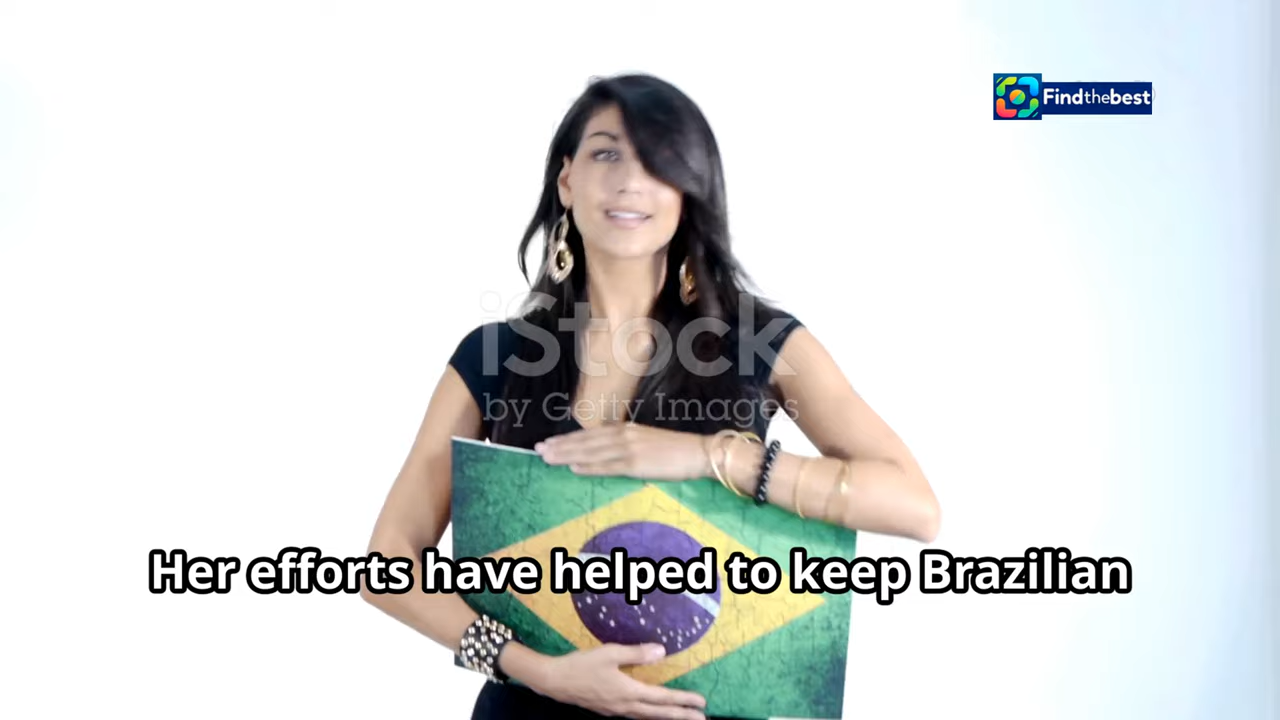 Findthebest
iStock
by Getty Images
Her efforts have helped to keep Brazilian